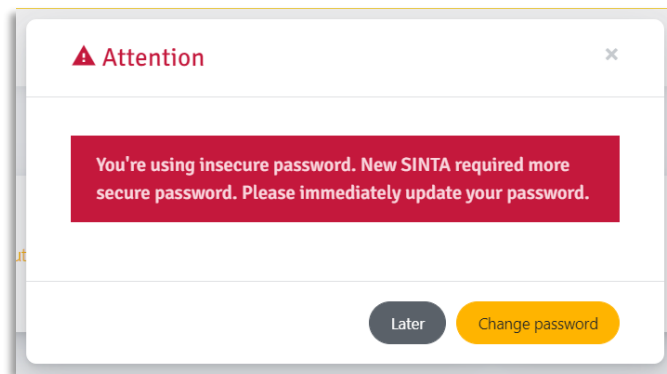 Attention
×
You're using insecure password. New SINTA required more
secure password. Please immediately update your password.
ut
Later
Change password